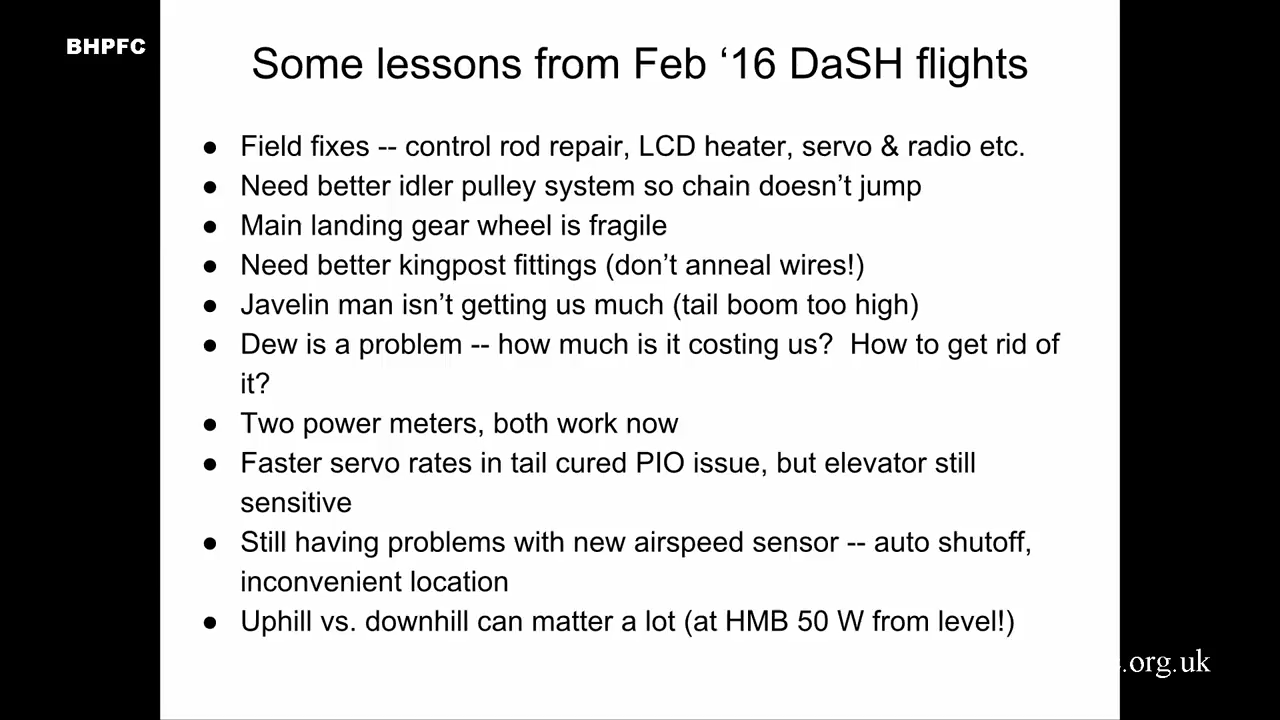 BHPFC
Some lessons from Feb ‘16 DaSH flights
● Field fixes -- control rod repair, LCD heater, servo & radio etc.
● Need better idler pulley system so chain doesn’t jump
● Main landing gear wheel is fragile
● Need better kingpost fittings (don’t anneal wires!)
● Javelin man isn’t getting us much (tail boom too high)
● Dew is a problem -- how much is it costing us?  How to get rid of
it?
● Two power meters, both work now
● Faster servo rates in tail cured PIO issue, but elevator still
sensitive
● Still having problems with new airspeed sensor -- auto shutoff,
inconvenient location
● Uphill vs. downhill can matter a lot (at HMB 50 W from level!)
.org.uk